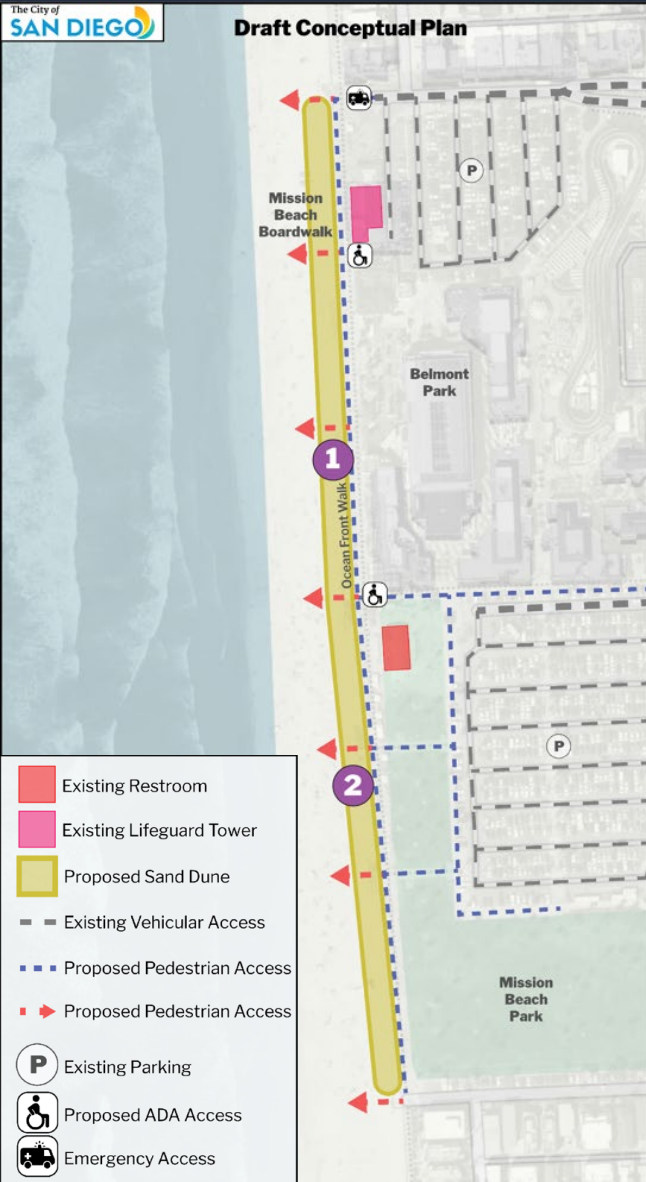 The City of
SAN DIEGO
Draft Conceptual Plan
P
Mission
Beach
Boardwalk
Belmont
Park
1
Ocean Front Walk
P
2
Mission
Beach
Park
Existing Restroom
Existing Lifeguard Tower
Proposed Sand Dune
Existing Vehicular Access
Proposed Pedestrian Access
Proposed Pedestrian Access
P Existing Parking
Proposed ADA Access
Emergency Access